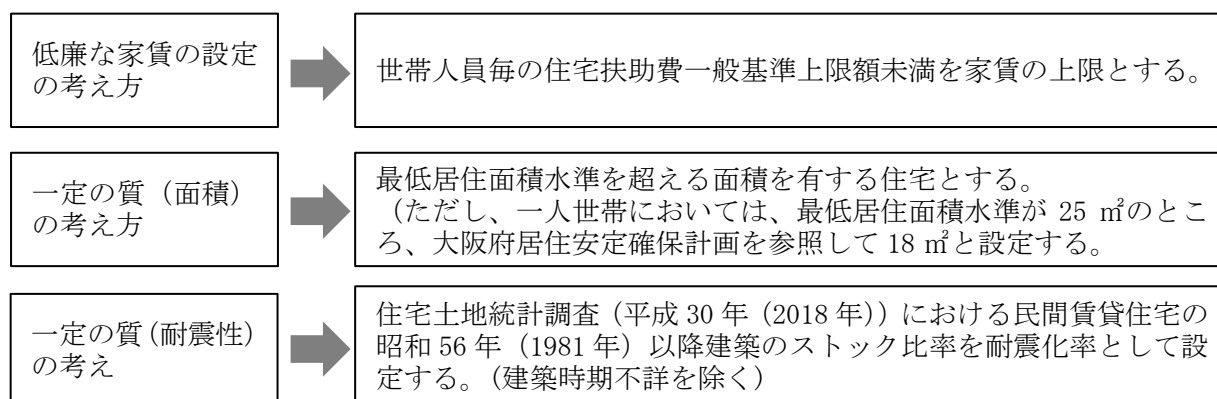 低廉な家賃の設定
の考え方
世帯人員毎の住宅扶助費一般基準上限額未満を家賃の上限とする。
一定の質（面積）
の考え方
最低居住面積水準を超える面積を有する住宅とする。
（ただし、一人世帯においては、最低居住面積水準が 25 ㎡のとこ
ろ、大阪府居住安定確保計画を参照して 18 ㎡と設定する。
一定の質（耐震性）
の考え
住宅土地統計調査（平成 30 年（2018 年））における民間賃貸住宅の
昭和 56 年（1981 年）以降建築のストック比率を耐震化率として設
定する。（建築時期不詳を除く）